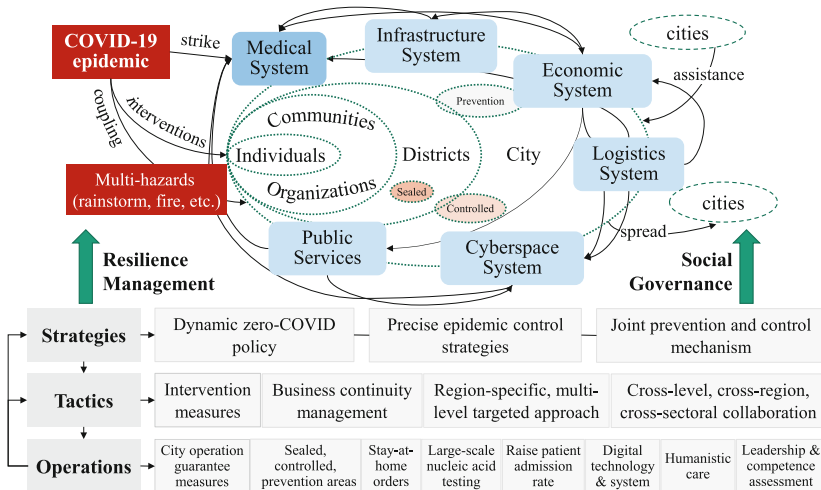 COVID-19
epidemic
strike
Medical
System
Infrastructure
System
Economic
System
cities
assistance
coupling
interventions
Prevention
Communities
Individuals
Organizations
Districts
City
Logistics
System
Multi-hazards
(rainstorm, fire, etc.)
Sealed
Controlled
cities
spread
Public
Services
Cyberspace
System
Resilience
Management
Social
Governance
Strategies
Dynamic zero-COVID
policy
Precise epidemic control
strategies
Joint prevention and control
mechanism
Tactics
Intervention
measures
Business continuity
management
Region-specific, multi-
level targeted approach
Cross-level, cross-region,
cross-sectoral collaboration
Operations
City operation
guarantee
measures
Sealed,
controlled,
prevention areas
Stay-at-
home
orders
Large-scale
nucleic acid
testing
Raise patient
admission
rate
Digital
technology
& system
Humanistic
care
Leadership &
competence
assessment